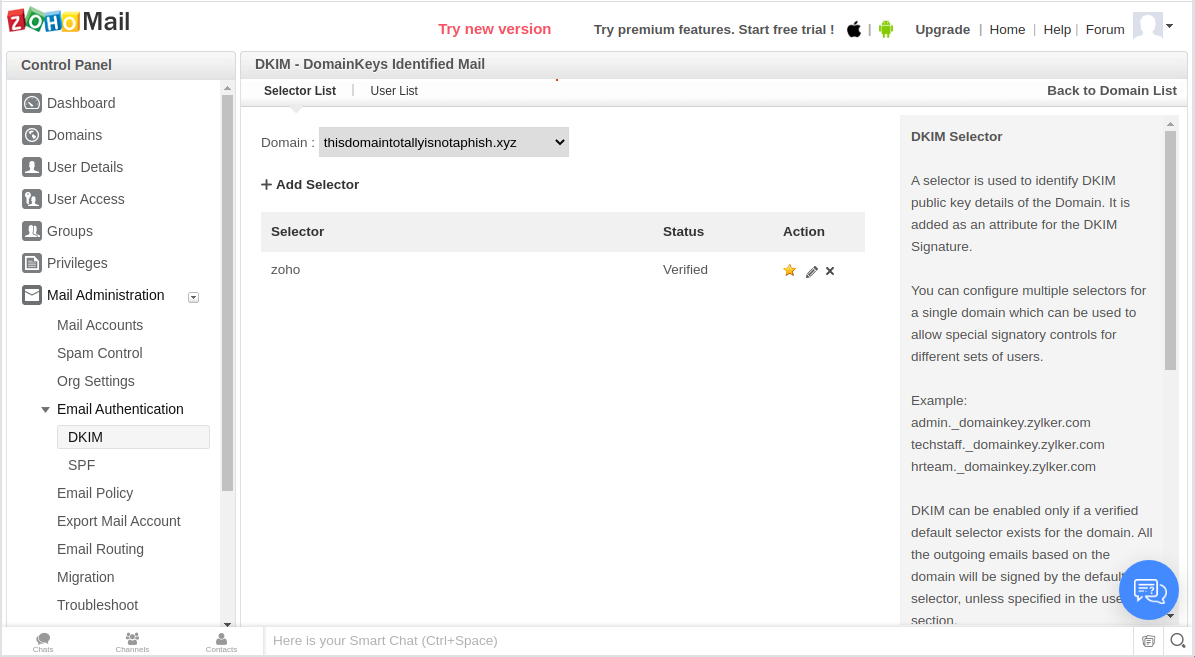 ZOHO Mail
Try new version
Try premium features. Start free trial ! | Upgrade | Home | Help | Forum
Control Panel
Dashboard
Domains
User Details
User Access
Groups
Privileges
Mail Administration
Mail Accounts
Spam Control
Org Settings
Email Authentication
DKIM
SPF
Email Policy
Export Mail Account
Email Routing
Migration
Troubleshoot
DKIM - DomainKeys Identified Mail
Selector List | User List
Back to Domain List
Domain : thisdomaintotallyisnotaphish.xyz
+ Add Selector
Selector Status Action
zoho Verified
DKIM Selector
A selector is used to identify DKIM
public key details of the Domain. It is
added as an attribute for the DKIM
Signature.
You can configure multiple selectors for
a single domain which can be used to
allow special signatory controls for
different sets of users.
Example:
admin._domainkey.zylker.com
techstaff._domainkey.zylker.com
hrteam._domainkey.zylker.com
DKIM can be enabled only if a verified
default selector exists for the domain. All
the outgoing emails based on the
domain will be signed by the default
selector, unless specified in the use
section.
Chats
Channels
Contacts
Here is your Smart Chat (Ctrl+Space)